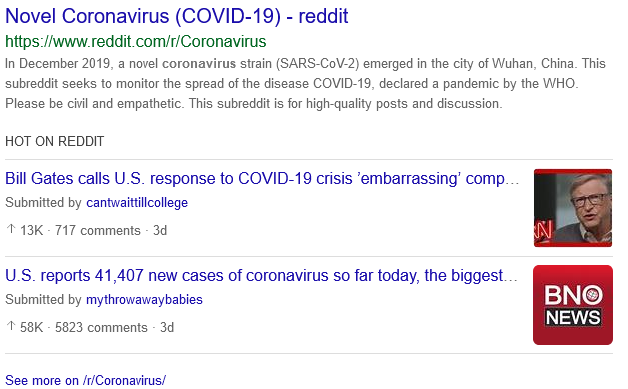 Novel Coronavirus (COVID-19) - reddit
https://www.reddit.com/r/Coronavirus
In December 2019, a novel coronavirus strain (SARS-CoV-2) emerged in the city of Wuhan, China. This
subreddit seeks to monitor the spread of the disease COVID-19, declared a pandemic by the WHO.
Please be civil and empathetic. This subreddit is for high-quality posts and discussion.
HOT ON REDDIT
Bill Gates calls U.S. response to COVID-19 crisis ’embarrassing’ comp...
Submitted by cantwaittillcollege
↑ 13K · 717 comments · 3d
U.S. reports 41,407 new cases of coronavirus so far today, the biggest...
Submitted by mythrowawaybabies
↑ 58K · 5823 comments · 3d
BNO
NEWS
See more on /r/Coronavirus/